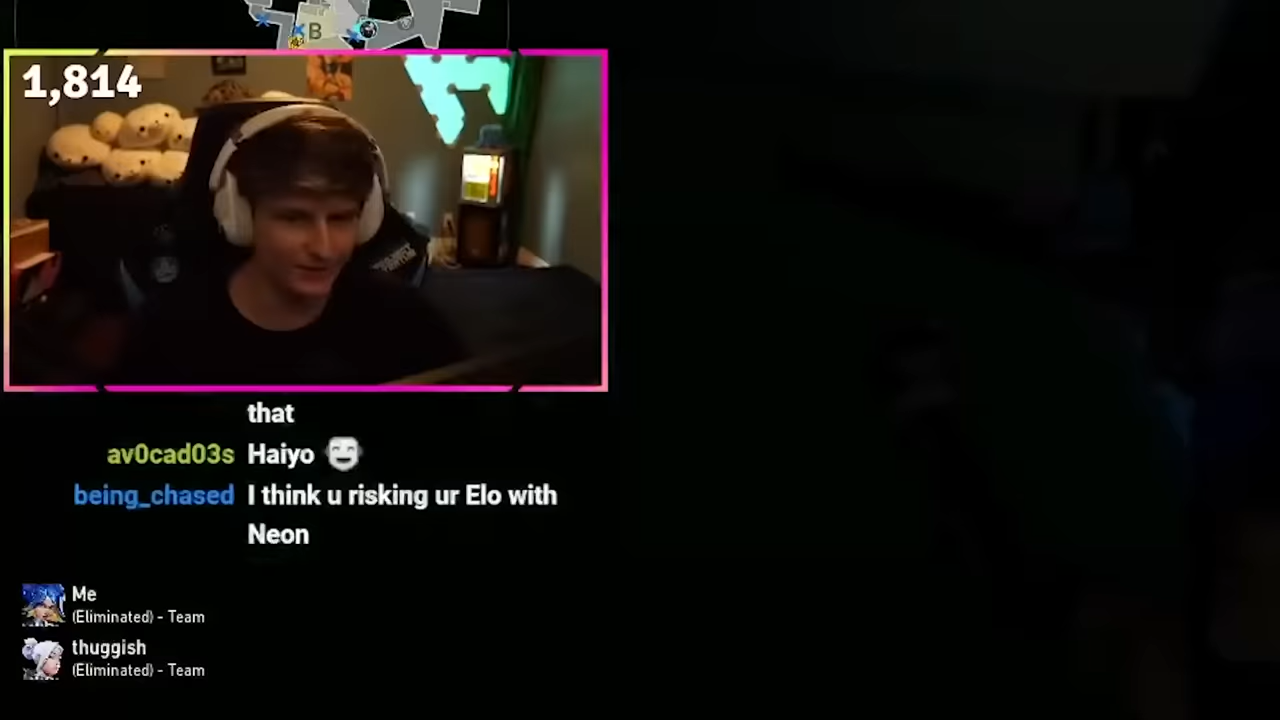 B
1,814
that
av0cad03s Haiyo
being_chased I think u risking ur Elo with
Neon
Me
(Eliminated) - Team
thuggish
(Eliminated) - Team